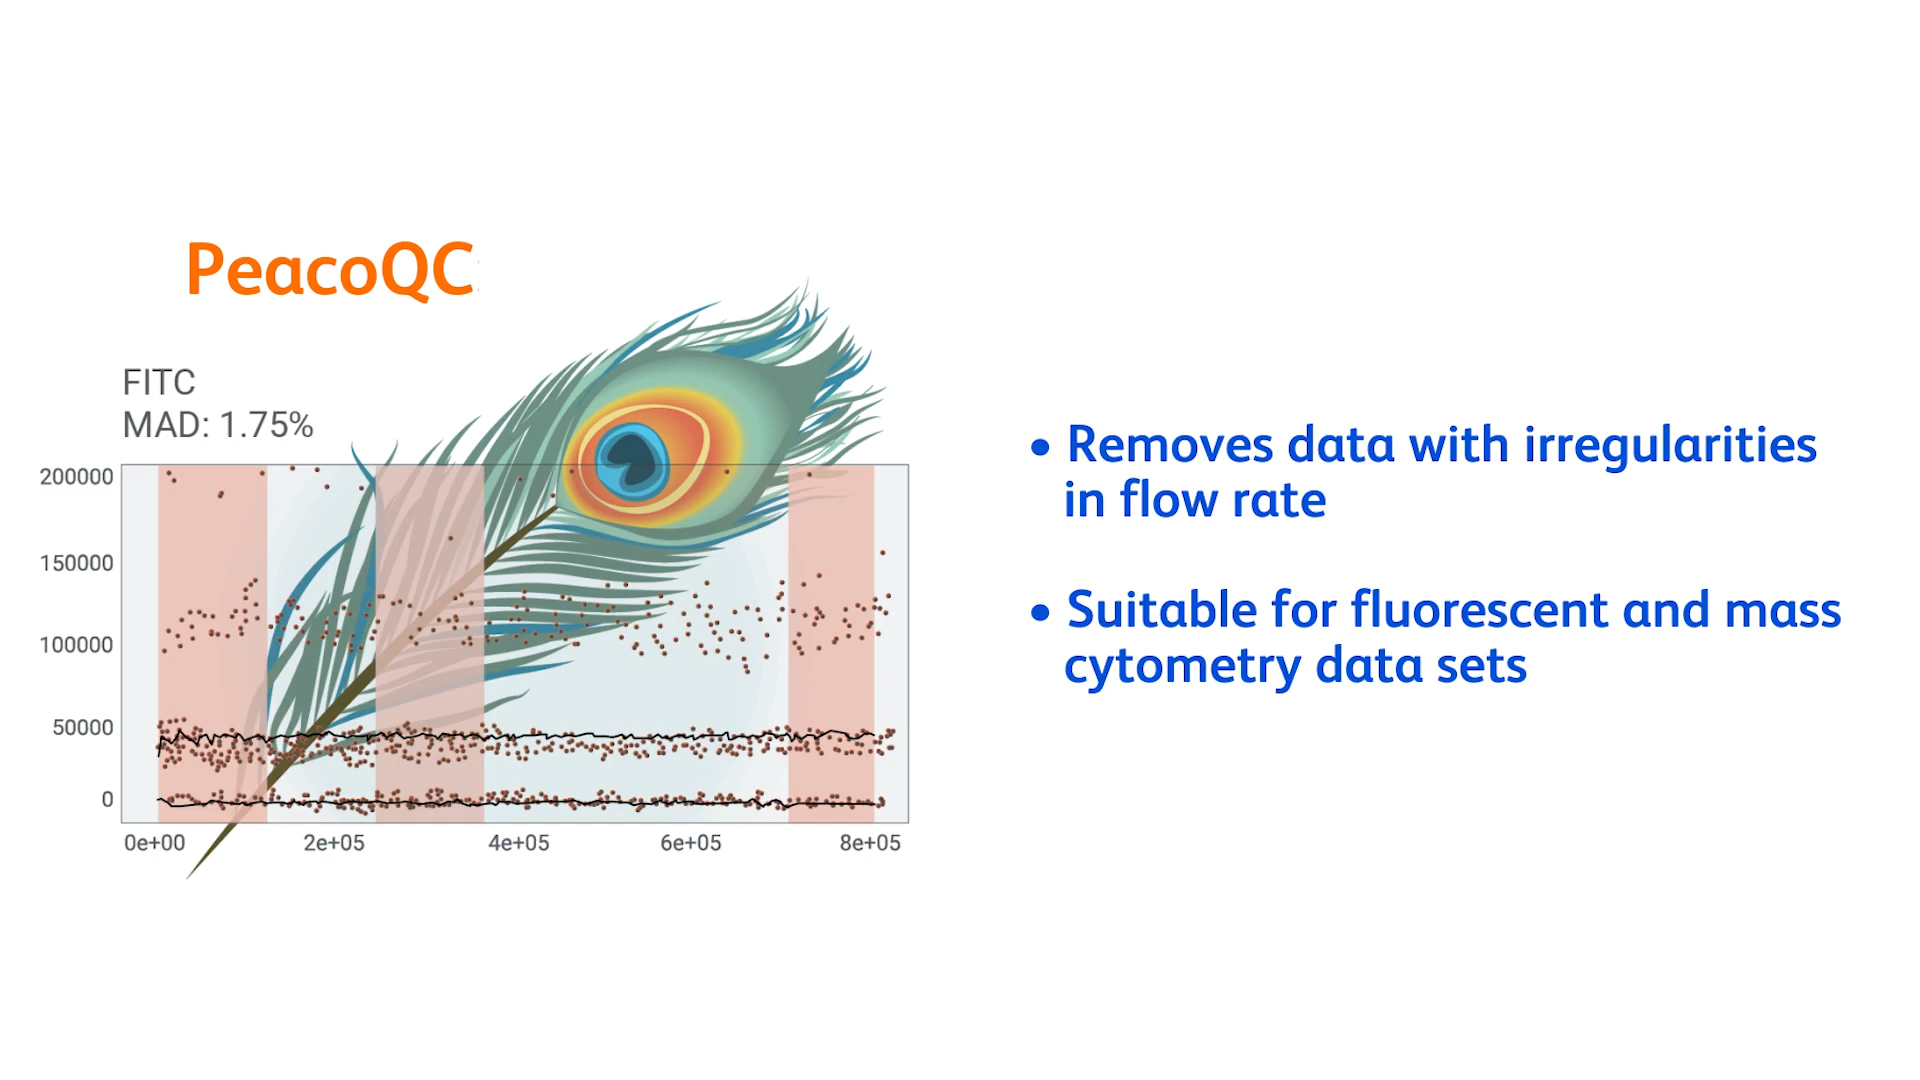 PeacoQC
FITC
MAD: 1.75%
200000
150000
100000
50000
0
0e+00 2e+05 4e+05 6e+05 8e+05
• Removes data with irregularities
in flow rate
• Suitable for fluorescent and mass
cytometry data sets